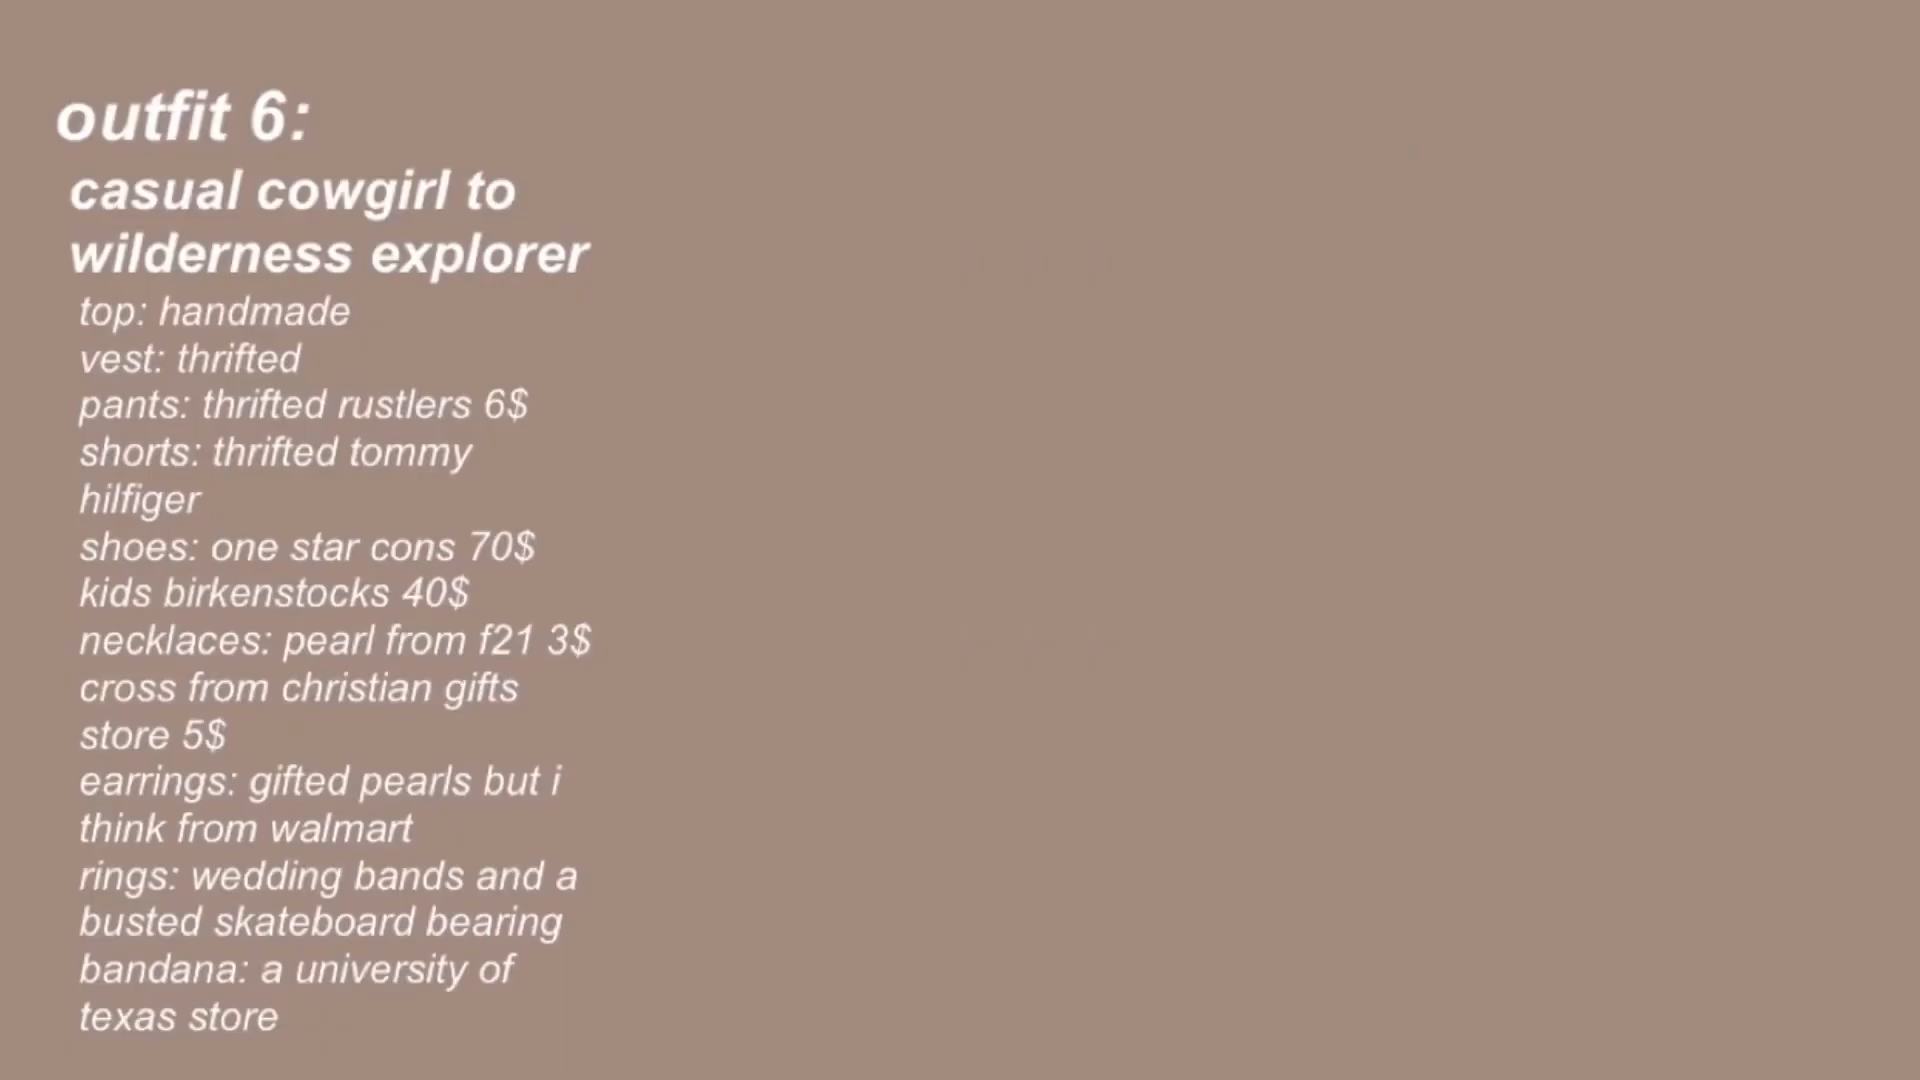 outfit 6:
casual cowgirl to
wilderness explorer
top: handmade
vest: thrifted
pants: thrifted rustlers 6$
shorts: thrifted tommy
hilfiger
shoes: one star cons 70$
kids birkenstocks 40$
necklaces: pearl from f21 3$
cross from christian gifts
store 5$
earrings: gifted pearls but i
think from walmart
rings: wedding bands and a
busted skateboard bearing
bandana: a university of
texas store